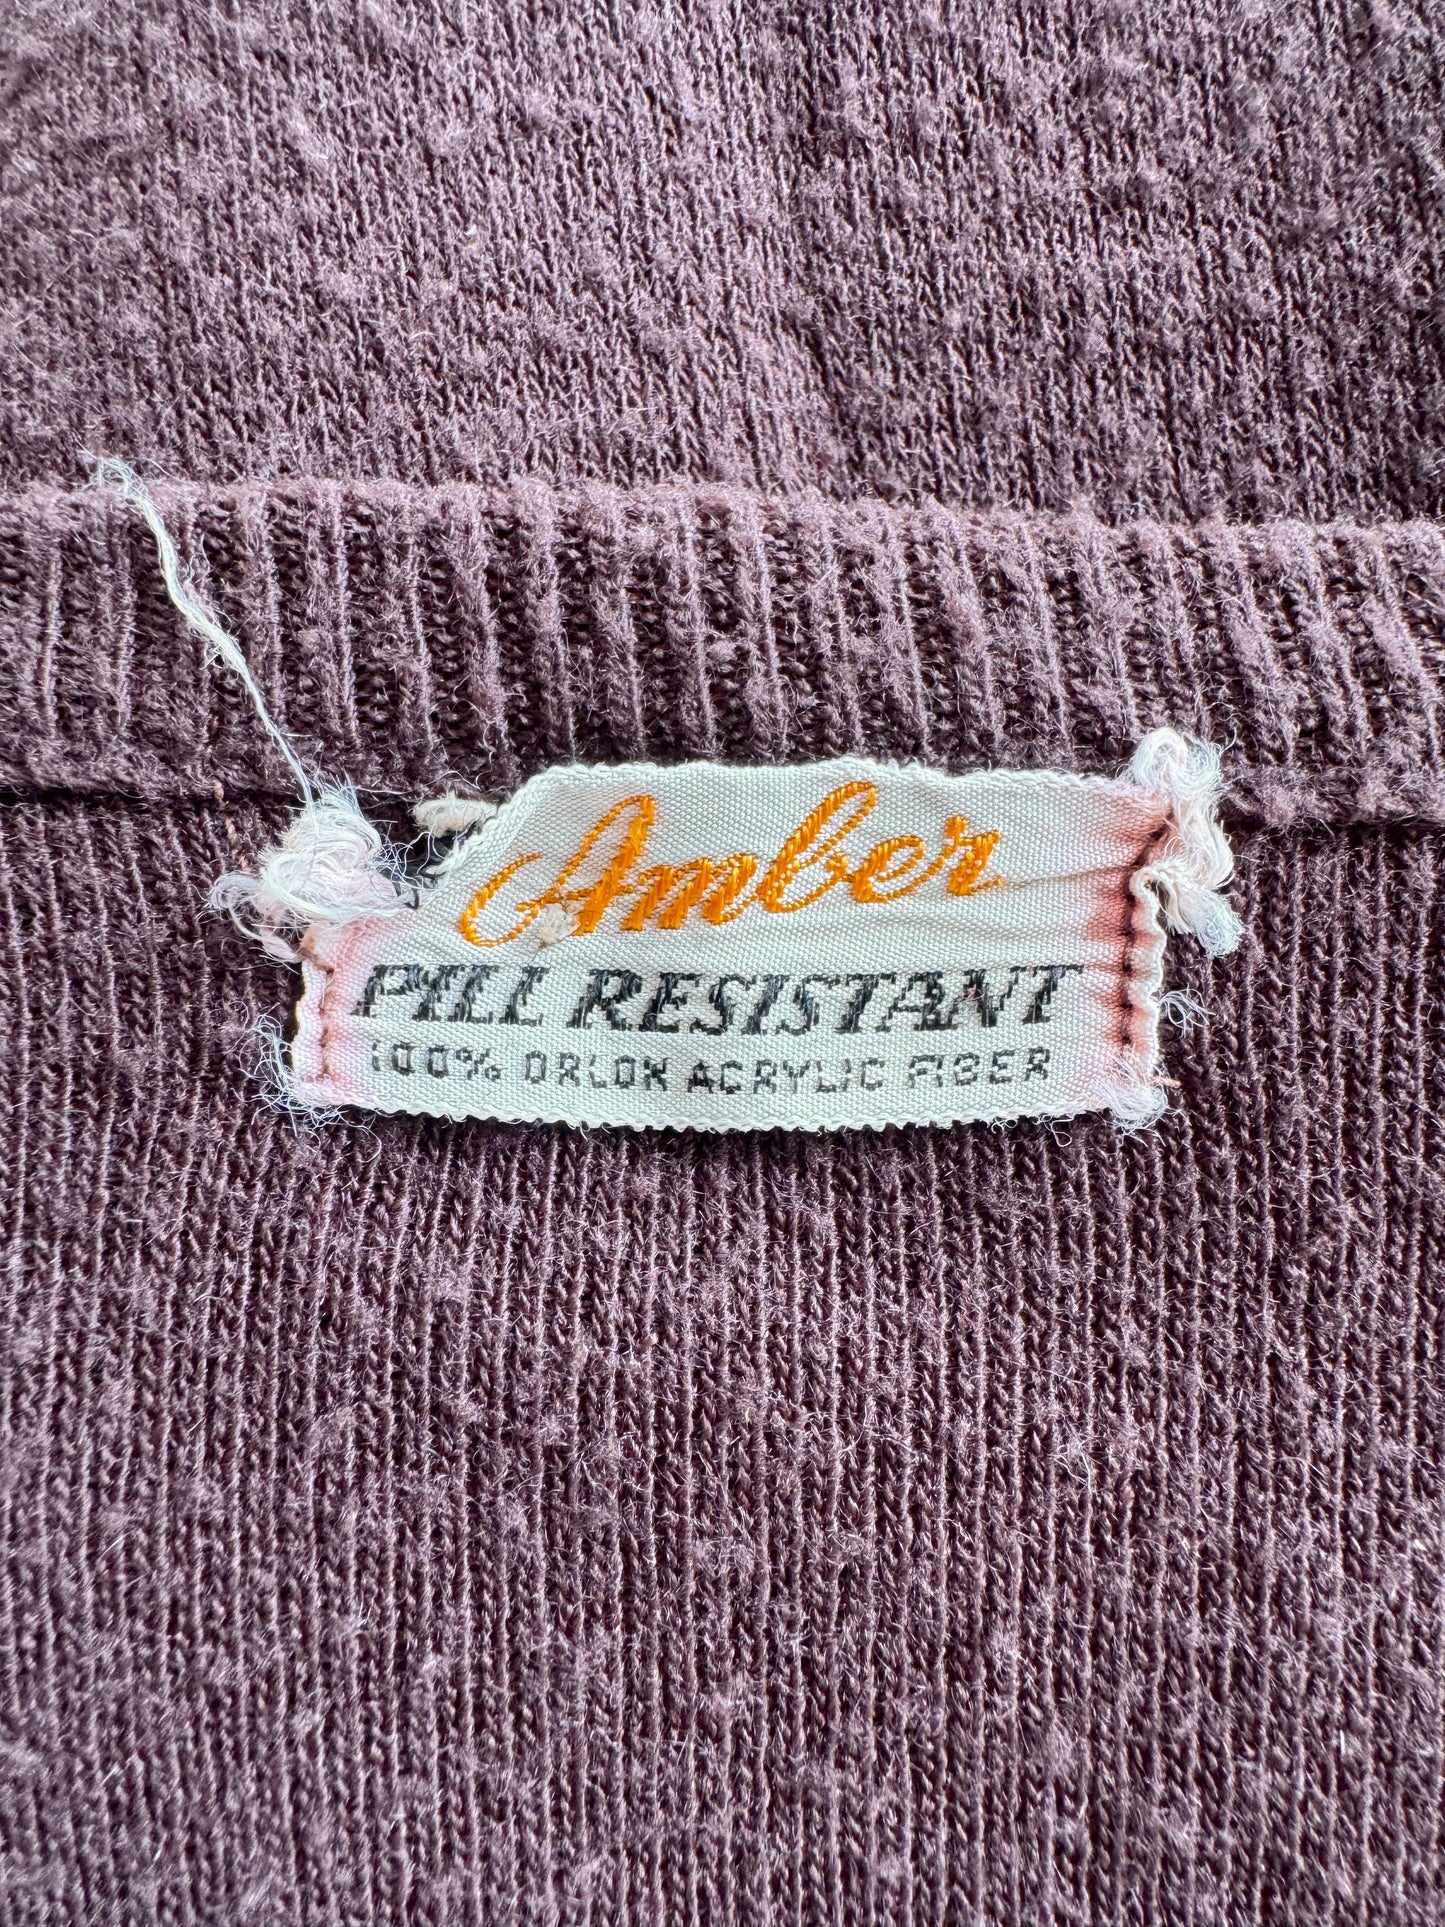 Amber
PILL RESISTANT
100% ORLON ACRYLIC FIBER